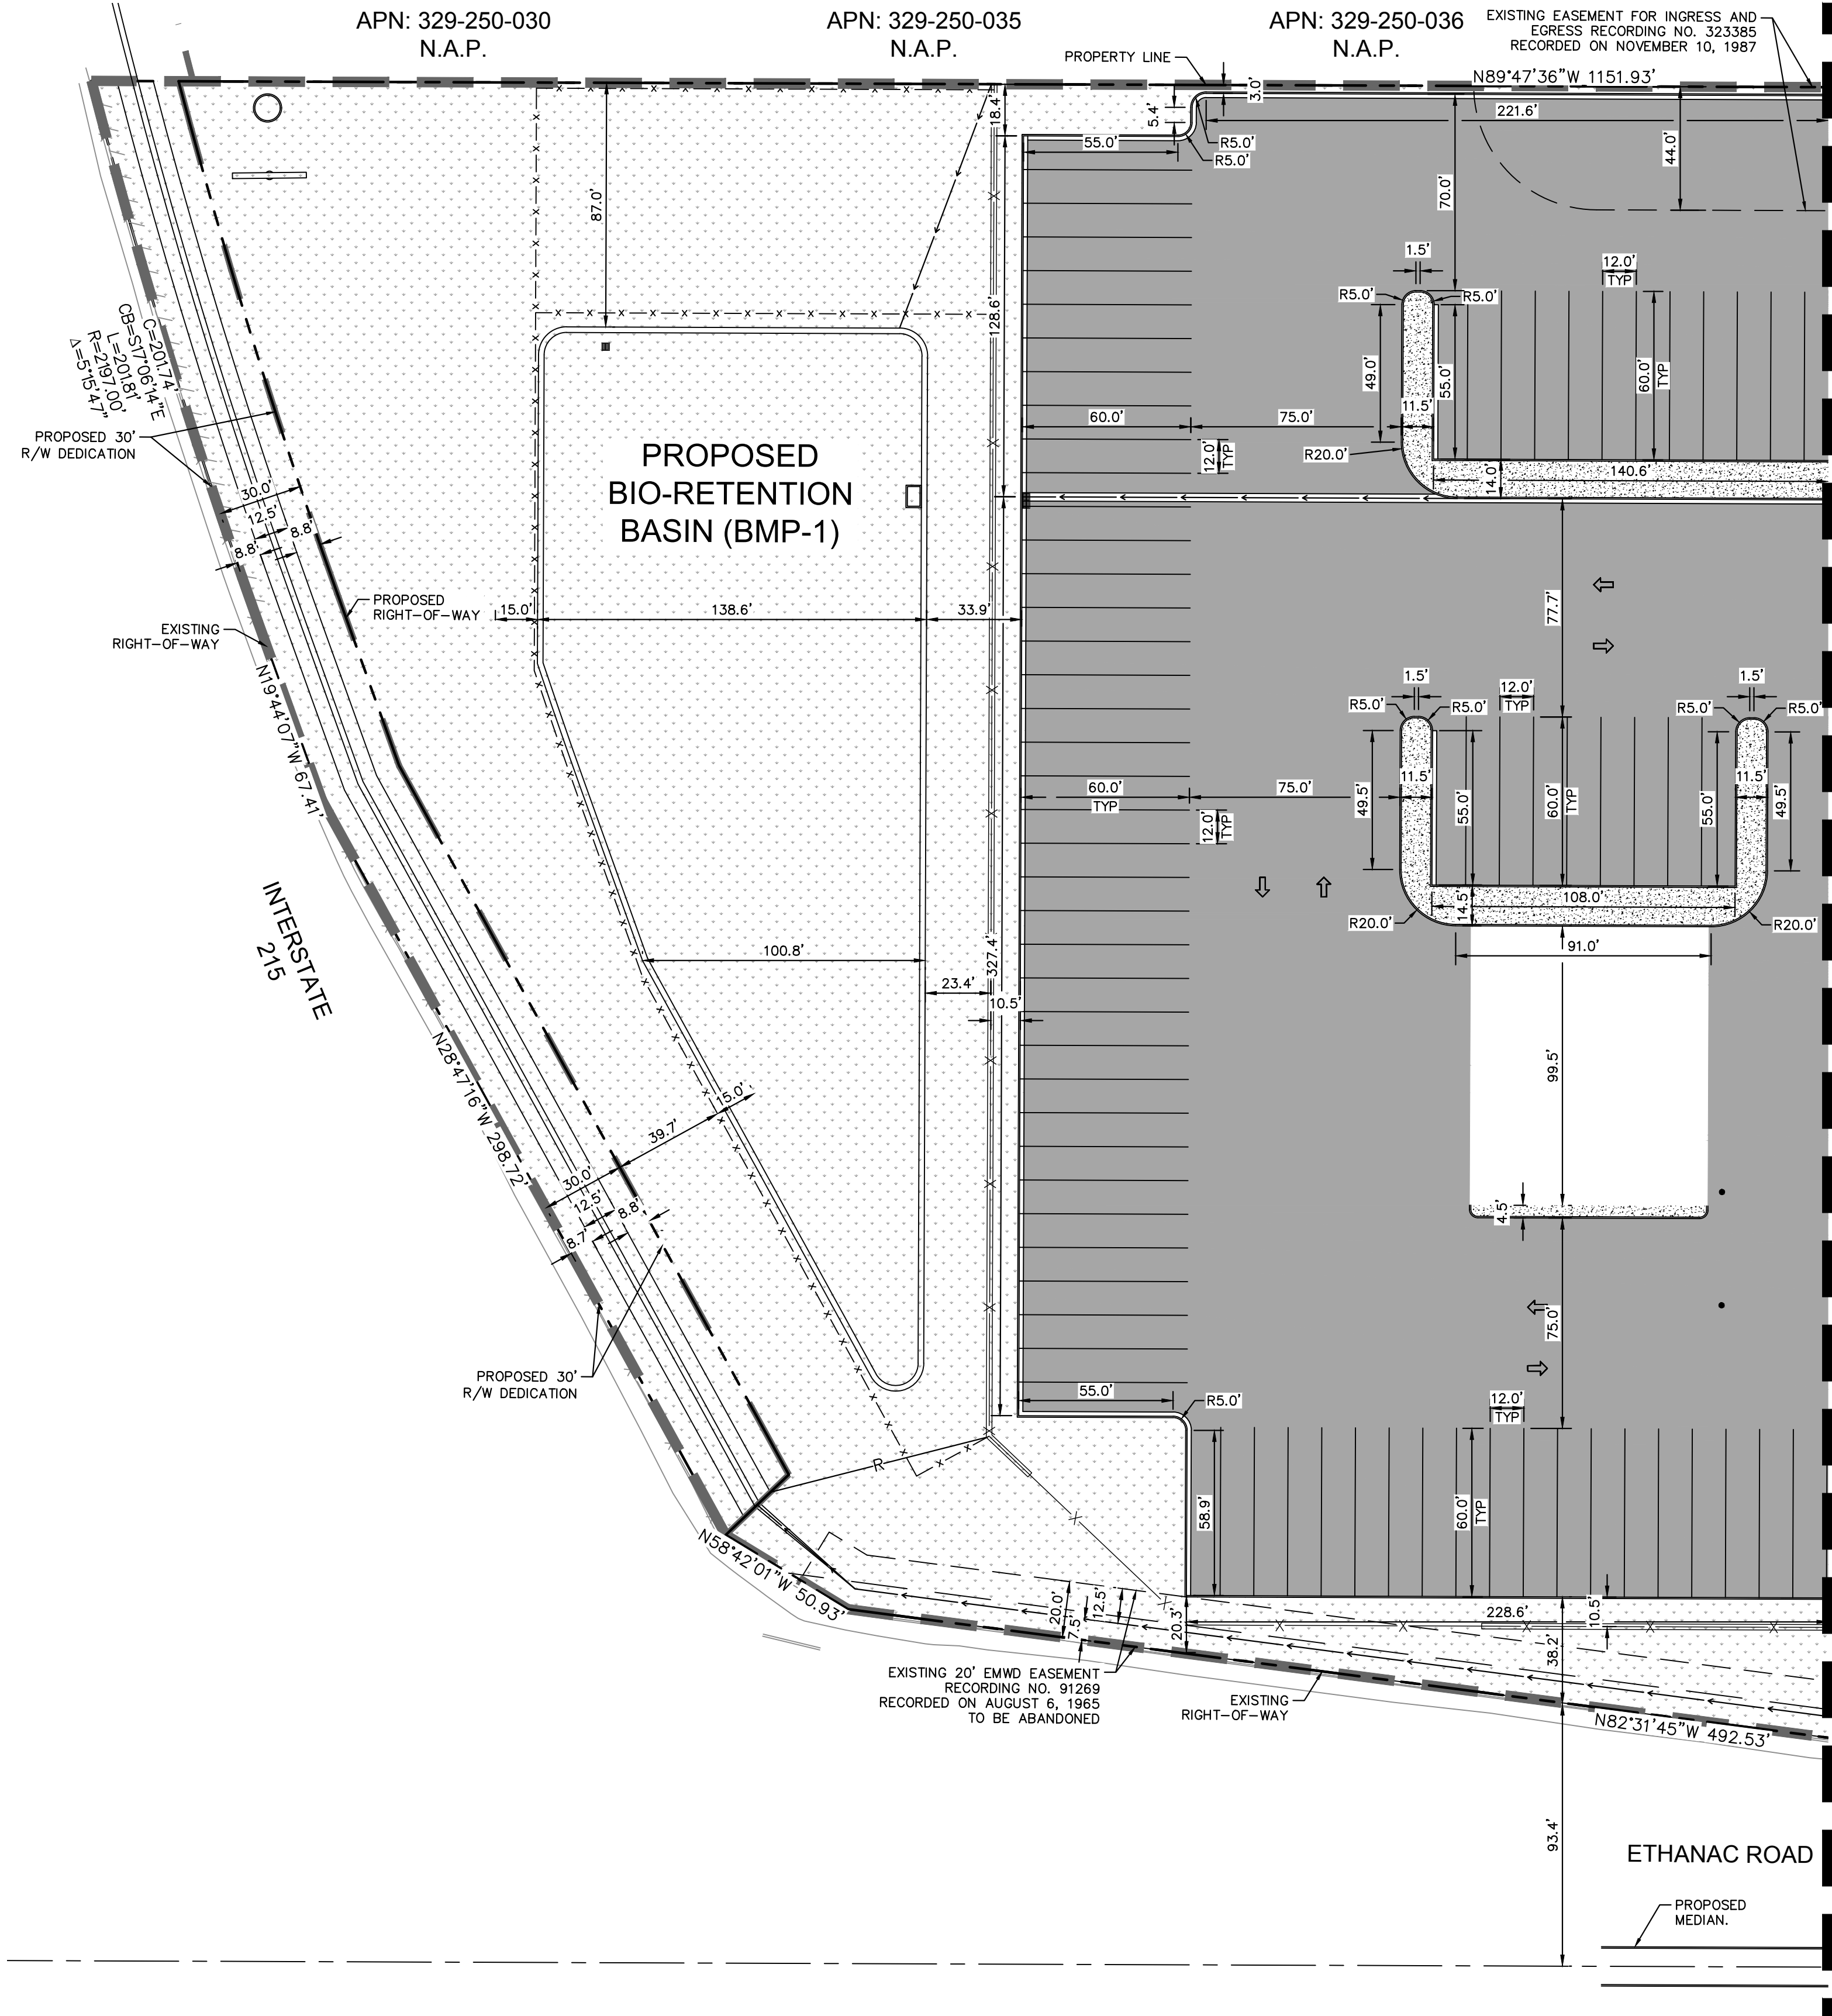 APN: 329-250-030
N.A.P.
APN: 329-250-035
N.A.P.
APN: 329-250-036
N.A.P.
EXISTING EASEMENT FOR INGRESS AND
EGRESS RECORDING NO. 323385
RECORDED ON NOVEMBER 10, 1987
PROPERTY LINE
N89°47'36"W 1151.93'
3.0'
18.4'
5.4'
221.6'
55.0'
R5.0'
R5.0'
44.0'
70.0'
87.0'
1.5'
12.0'
TYP
R5.0'
R5.0'
128.6'
49.0'
55.0'
60.0'
TYP
C=201.74'
CB=S17°06'14"E
L=201.81'
R=2197.00'
Δ=5°15'47"
11.5'
60.0'
75.0'
PROPOSED 30'
R/W DEDICATION
12.0'
TYP
R20.0'
14.0'
140.6'
PROPOSED
BIO-RETENTION
BASIN (BMP-1)
30.0'
12.5'
8.8'
8.8'
PROPOSED
RIGHT-OF-WAY
15.0'
138.6'
33.9'
77.7'
EXISTING
RIGHT-OF-WAY
N19°44'07"W 67.41'
1.5'
12.0'
TYP
1.5'
R5.0'
R5.0'
R5.0'
R5.0'
60.0'
TYP
75.0'
11.5'
11.5'
49.5'
55.0'
60.0'
TYP
55.0'
49.5'
12.0'
TYP
INTERSTATE
215
14.5'
108.0'
R20.0'
R20.0'
91.0'
100.8'
327.4'
23.4'
10.5'
99.5'
N28°47'16"W 298.72'
15.0'
39.7'
30.0'
12.5'
8.8'
8.7'
4.5'
75.0'
PROPOSED 30'
R/W DEDICATION
55.0'
R5.0'
12.0'
TYP
R
58.9'
60.0'
TYP
N58°42'01"W 50.93'
20.0'
7.5'
12.5'
20.3'
228.6'
10.5'
38.2'
EXISTING 20' EMWD EASEMENT
RECORDING NO. 91269
RECORDED ON AUGUST 6, 1965
TO BE ABANDONED
EXISTING
RIGHT-OF-WAY
N82°31'45"W 492.53'
93.4'
ETHANAC ROAD
PROPOSED
MEDIAN.